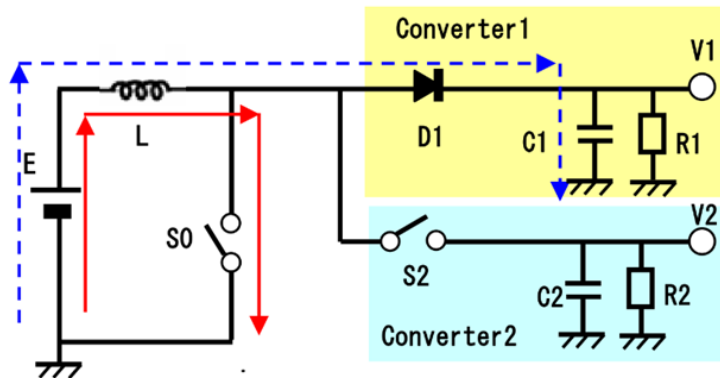 Converter1
V1
L
D1
C1
R1
E
S0
V2
S2
C2
R2
Converter2